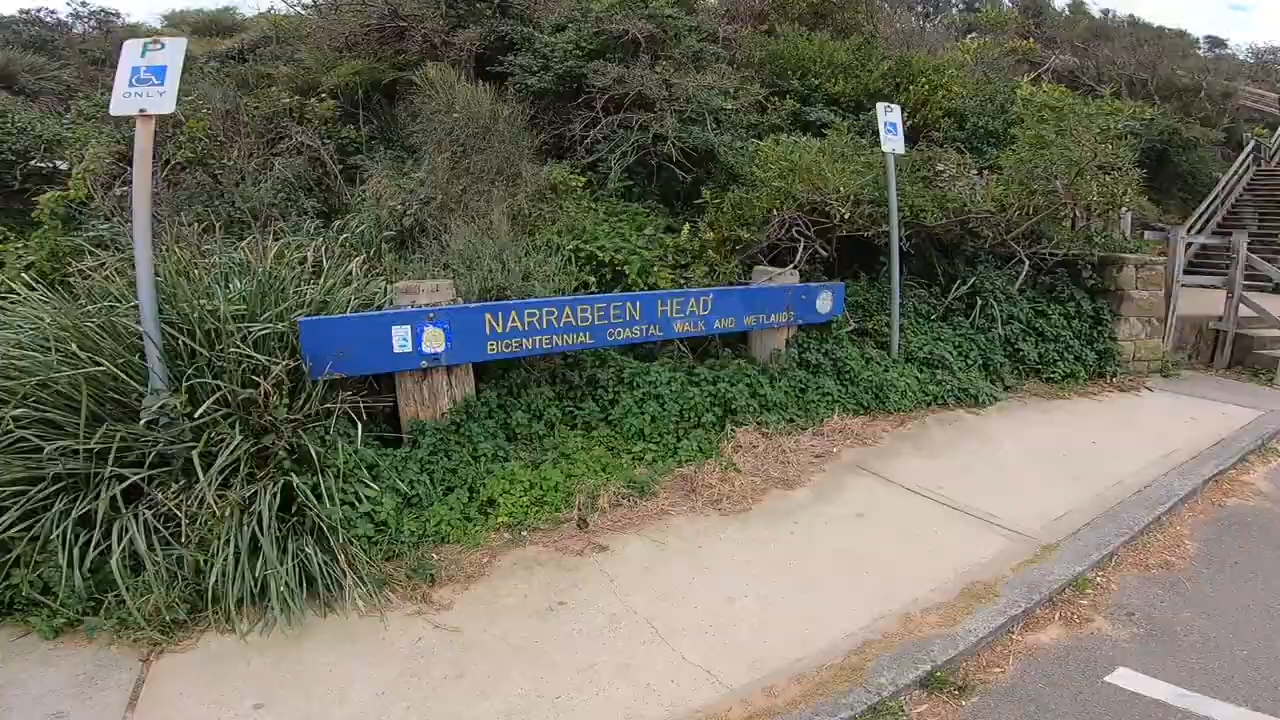 P
ONLY
P
NARRABEEN HEAD
BICENTENNIAL COASTAL WALK AND WETLANDS